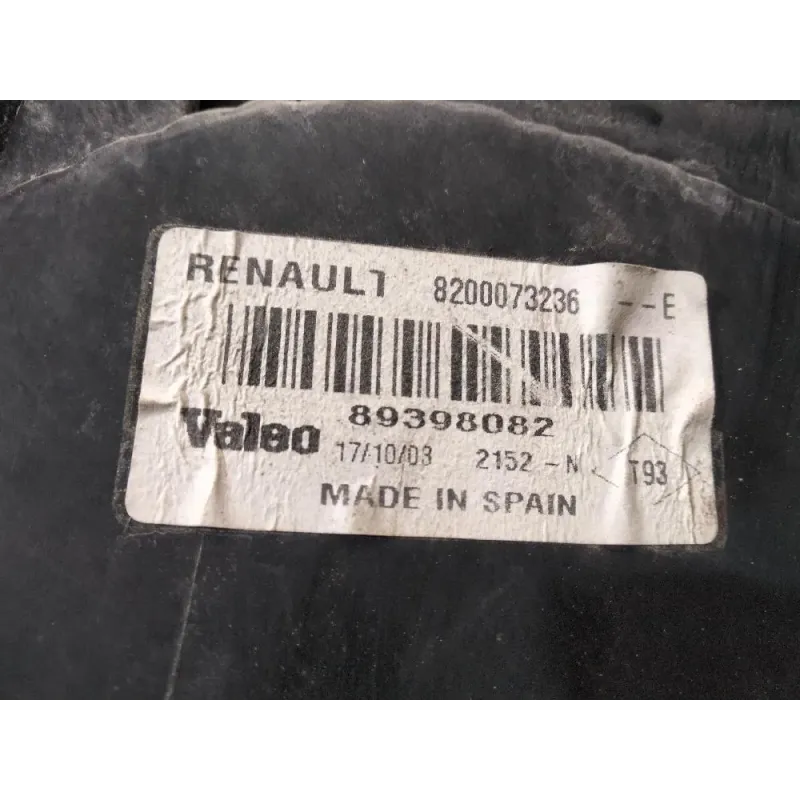 RENAULT 8200073236 --E
89398082
Valeo 17/10/03 2152-N T93
MADE IN SPAIN